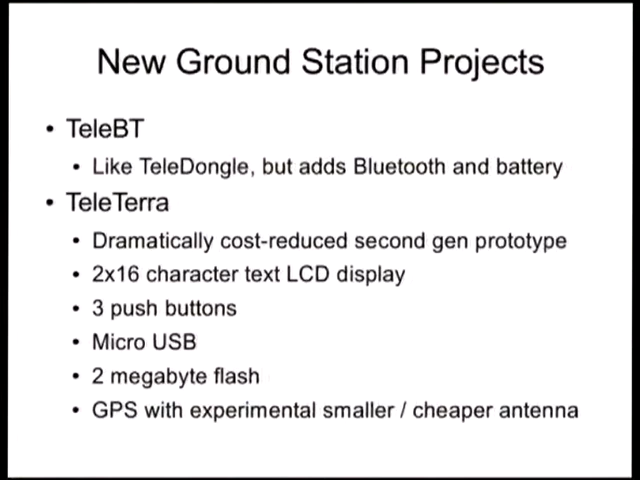 New Ground Station Projects
• TeleBT
• Like TeleDongle, but adds Bluetooth and battery
• TeleTerra
• Dramatically cost-reduced second gen prototype
• 2x16 character text LCD display
• 3 push buttons
• Micro USB
• 2 megabyte flash
• GPS with experimental smaller / cheaper antenna